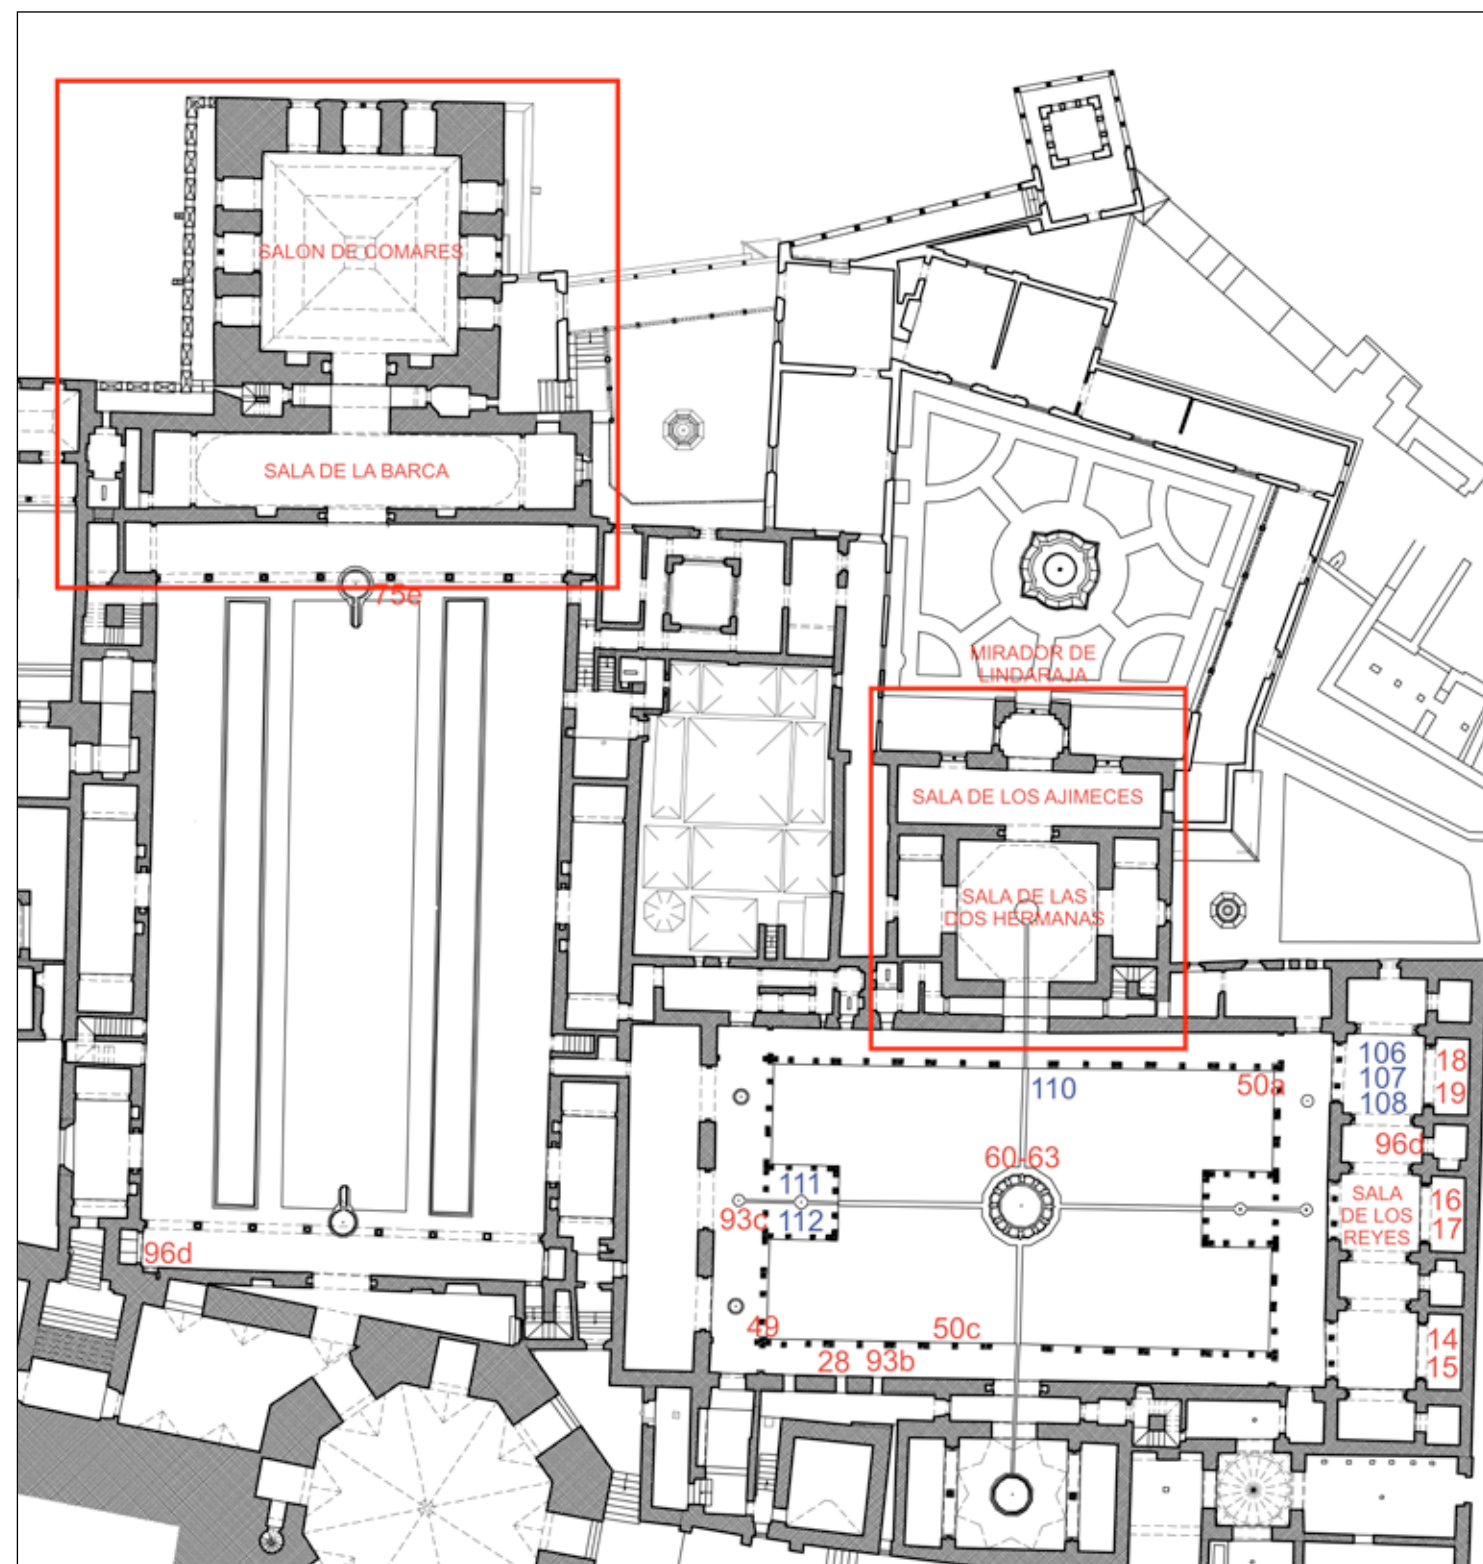 SALON DE COMARES
SALA DE LA BARCA
75e
MIRADOR DE
LINDARAJA
SALA DE LOS AJIMECES
SALA DE LAS
DOS HERMANAS
106
107
108
18
19
110
50a
96d
60-63
111
112
93c
SALA
DE LOS
REYES
16
17
96d
49
50c
28
93b
14
15